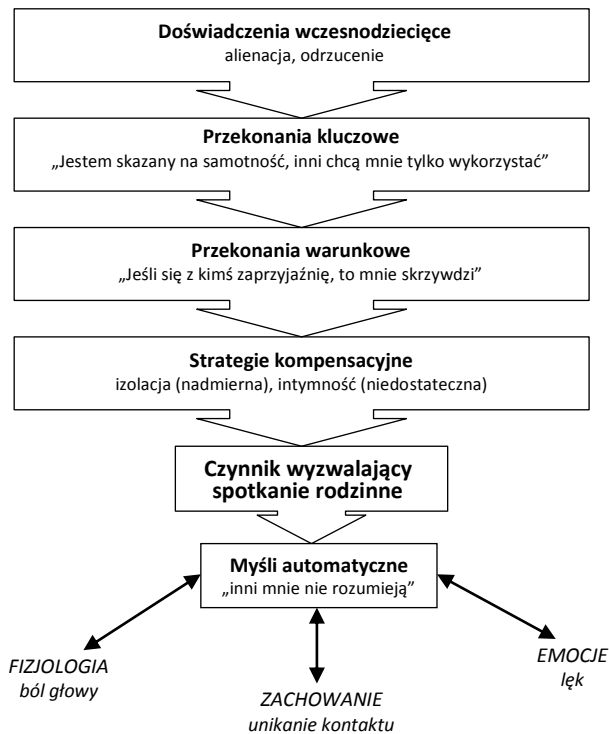 Doświadczenia wczesnodziecięce
alienacja, odrzucenie
Przekonania kluczowe
„Jestem skazany na samotność, inni chcą mnie tylko wykorzystać”
Przekonania warunkowe
„Jeśli się z kimś zaprzyjaźnię, to mnie skrzywdzi”
Strategie kompensacyjne
izolacja (nadmierna), intymność (niedostateczna)
Czynnik wyzwalający
spotkanie rodzinne
Myśli automatyczne
„inni mnie nie rozumieją”
FIZJOLOGIA
ból głowy
ZACHOWANIE
unikanie kontaktu
EMOCJE
lęk